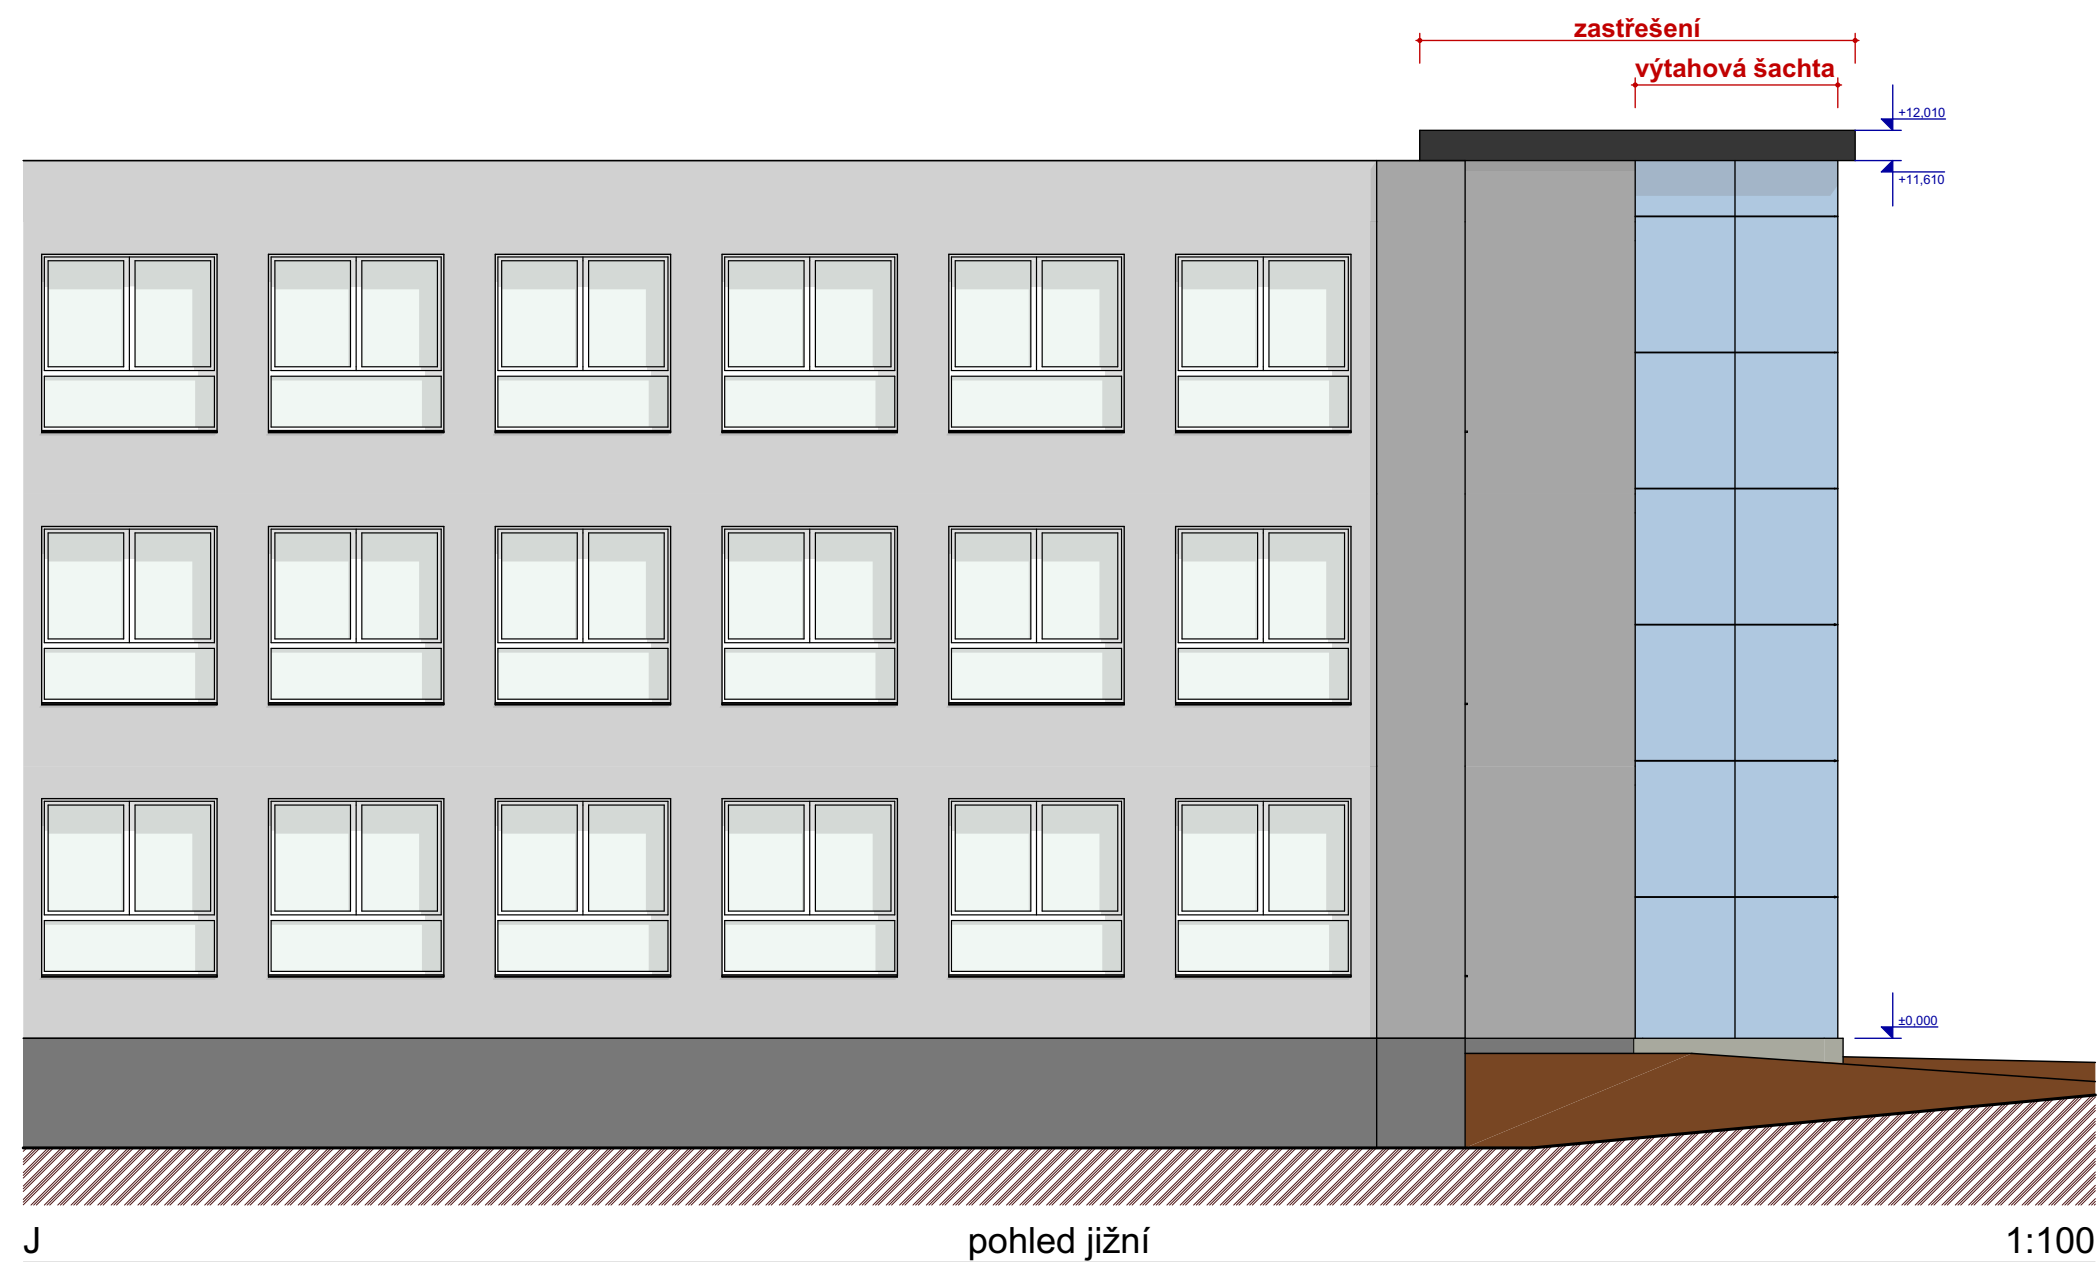 zastřešení
výtahová šachta
+12,010
+11,610
±0,000
J pohled jižní 1:100